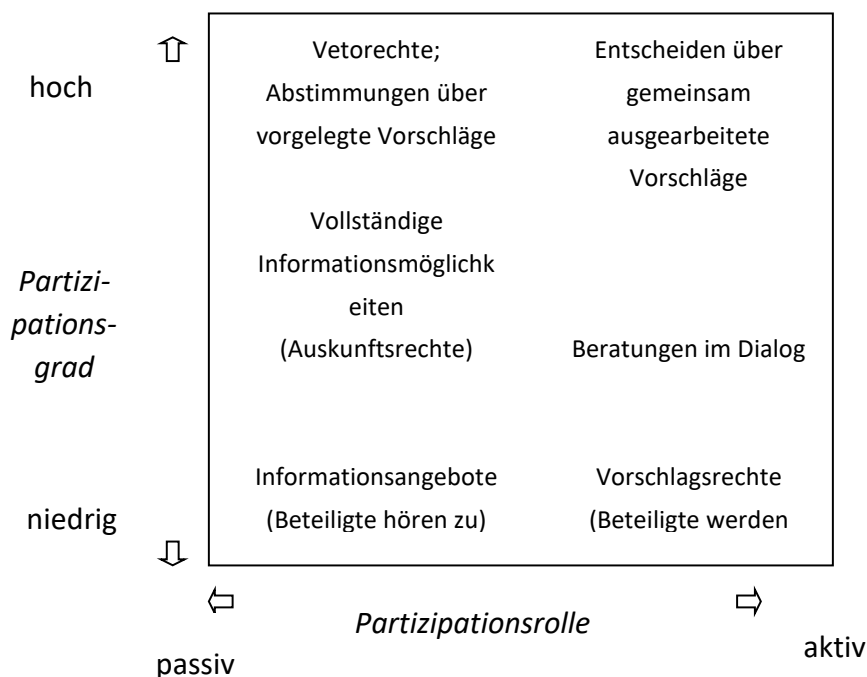 hoch
Vetorechte;
Abstimmungen über
vorgelegte Vorschläge
Entscheiden über
gemeinsam
ausgearbeitete
Vorschläge
Partizi-
pations-
grad
Vollständige
Informationsmöglichk
eiten
(Auskunftsrechte)
Beratungen im Dialog
niedrig
Informationsangebote
(Beteiligte hören zu)
Vorschlagsrechte
(Beteiligte werden
passiv
Partizipationsrolle
aktiv